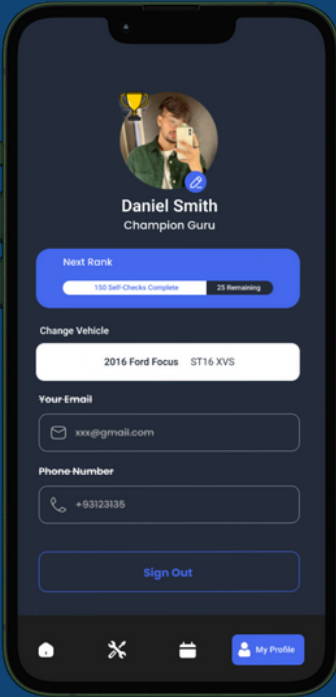 Daniel Smith
Champion Guru
Next Rank
150 Self-Checks Complete 25 Remaining
Change Vehicle
2016 Ford Focus ST16 XVS
Your Email
xxx@gmail.com
Phone Number
+93123135
Sign Out
My Profile